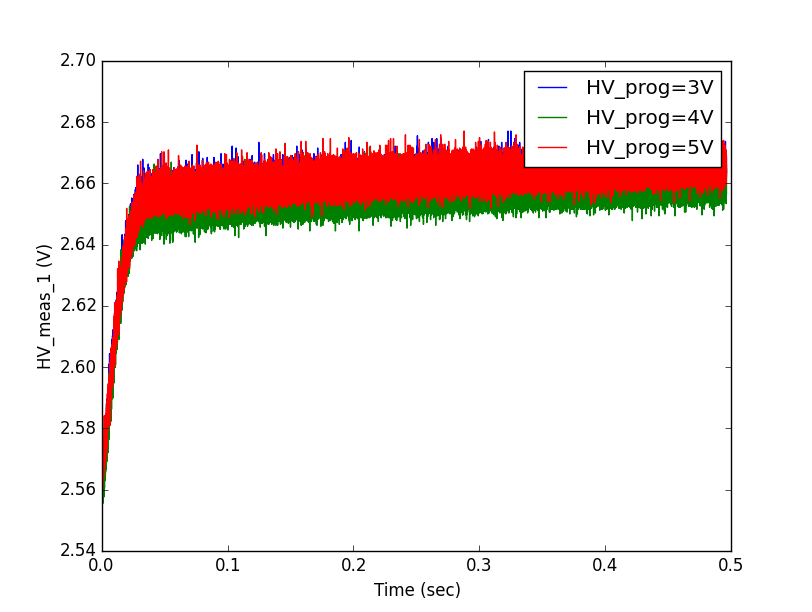 2.70
2.68
2.66
2.64
2.62
2.60
2.58
2.56
2.54
HV_meas_1 (V)
HV_prog=3V
HV_prog=4V
HV_prog=5V
0.0 0.1 0.2 0.3 0.4 0.5
Time (sec)